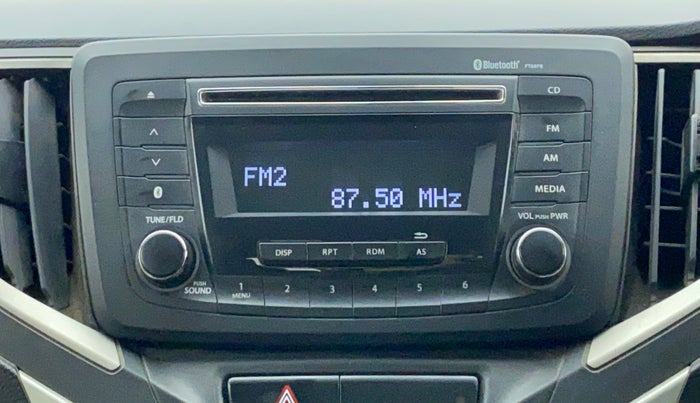 Bluetooth
CD
FM
AM
MEDIA
FM2
87.50 MHz
TUNE/FLD
VOL PUSH PWR
DISP
RPT
RDM
AS
PUSH
SOUND
1
MENU
2
3
4
5
6